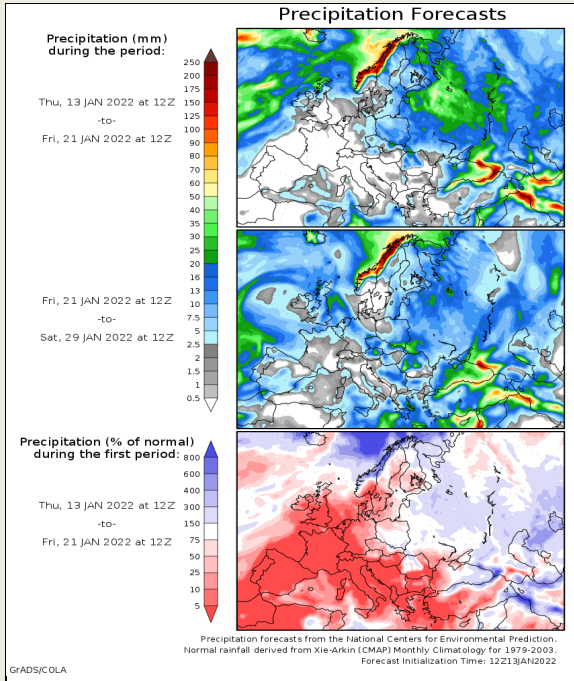 Precipitation Forecasts
Precipitation (mm)
during the period:
Thu, 13 JAN 2022 at 12Z
-to-
Fri, 21 JAN 2022 at 12Z
250
200
175
150
125
100
90
80
70
60
50
40
35
30
25
20
16
13
10
7.5
5
2.5
2
1.5
1
0.5
Fri, 21 JAN 2022 at 12Z
-to-
Sat, 29 JAN 2022 at 12Z
Precipitation (% of normal)
during the first period:
Thu, 13 JAN 2022 at 12Z
-to-
Fri, 21 JAN 2022 at 12Z
800
600
400
300
150
75
50
25
10
5
Precipitation forecasts from the National Centers for Environmental Prediction.
Normal rainfall derived from Xie-Arkin (CMAP) Monthly Climatology for 1979-2003.
Forecast Initialization Time: 12Z13JAN2022
GrADS/COLA